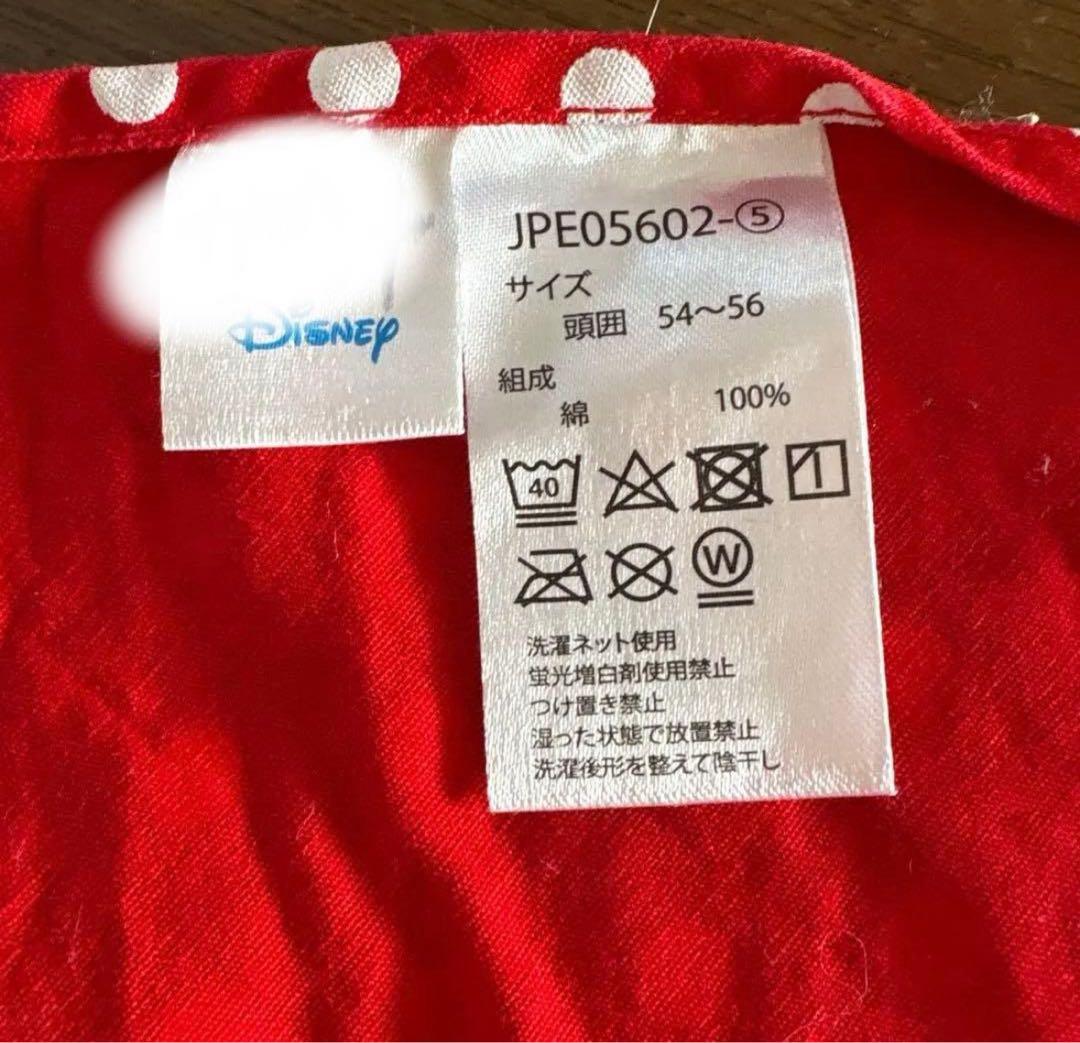 Disney
JPE05602-⑤
サイズ
頭囲 54〜56
組成
綿 100%
40
W
洗濯ネット使用
蛍光増白剤使用禁止
つけ置き禁止
湿った状態で放置禁止
洗濯後形を整えて陰干し